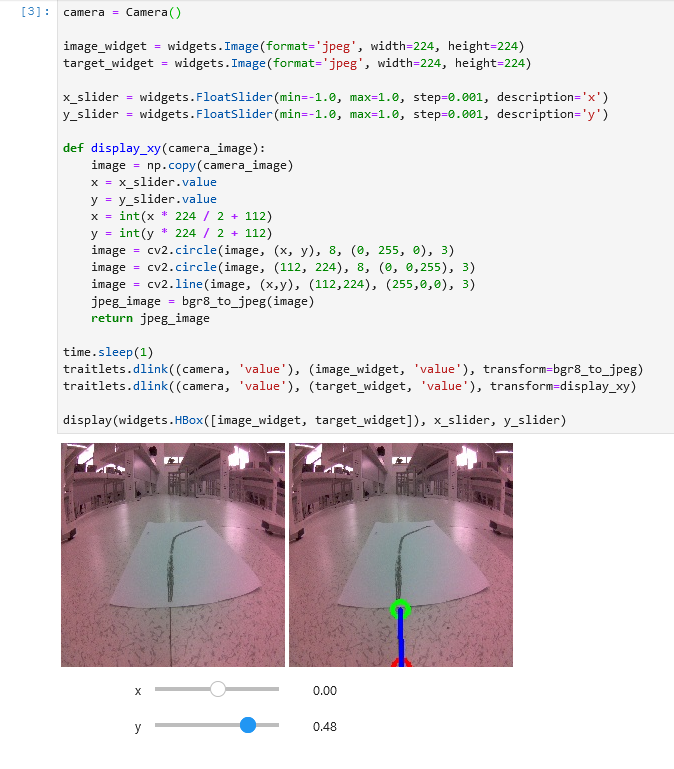 [3]: camera = Camera()
image_widget = widgets.Image(format='jpeg', width=224, height=224)
target_widget = widgets.Image(format='jpeg', width=224, height=224)
x_slider = widgets.FloatSlider(min=-1.0, max=1.0, step=0.001, description='x')
y_slider = widgets.FloatSlider(min=-1.0, max=1.0, step=0.001, description='y')
def display_xy(camera_image):
    image = np.copy(camera_image)
    x = x_slider.value
    y = y_slider.value
    x = int(x * 224 / 2 + 112)
    y = int(y * 224 / 2 + 112)
    image = cv2.circle(image, (x, y), 8, (0, 255, 0), 3)
    image = cv2.circle(image, (112, 224), 8, (0, 0,255), 3)
    image = cv2.line(image, (x,y), (112,224), (255,0,0), 3)
    jpeg_image = bgr8_to_jpeg(image)
    return jpeg_image
time.sleep(1)
traitlets.dlink((camera, 'value'), (image_widget, 'value'), transform=bgr8_to_jpeg)
traitlets.dlink((camera, 'value'), (target_widget, 'value'), transform=display_xy)
display(widgets.HBox([image_widget, target_widget]), x_slider, y_slider)
x 0.00
y 0.48